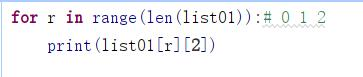 for r in range(len(list01)):# 0 1 2
    print(list01[r][2])